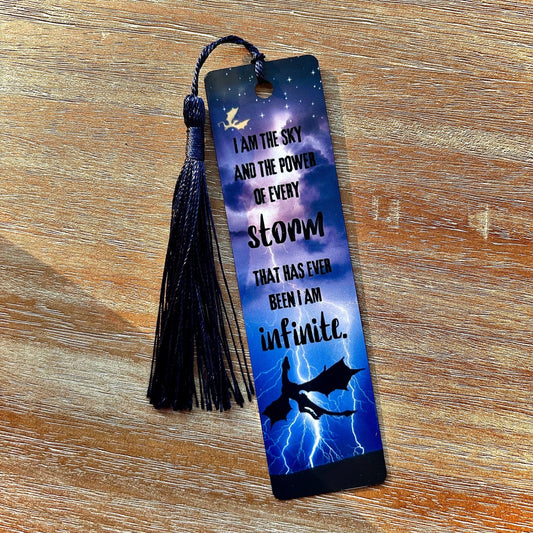 I AM THE SKY
AND THE POWER
OF EVERY
storm
THAT HAS EVER
BEEN I AM
infinite.